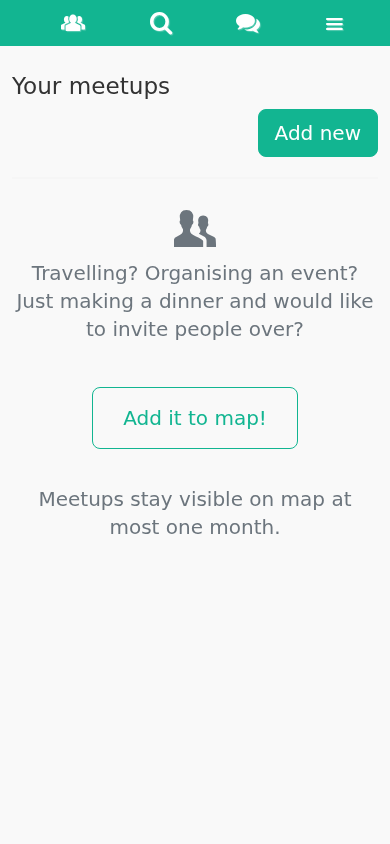 Your meetups
Add new
Travelling? Organising an event?
Just making a dinner and would like
to invite people over?
Add it to map!
Meetups stay visible on map at
most one month.